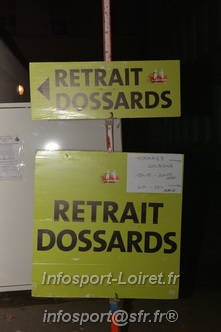 RETRAIT
DOSSARDS
RETRAIT
DOSSARDS
Infosport-Loiret.fr
Infosport@sfr.fr>